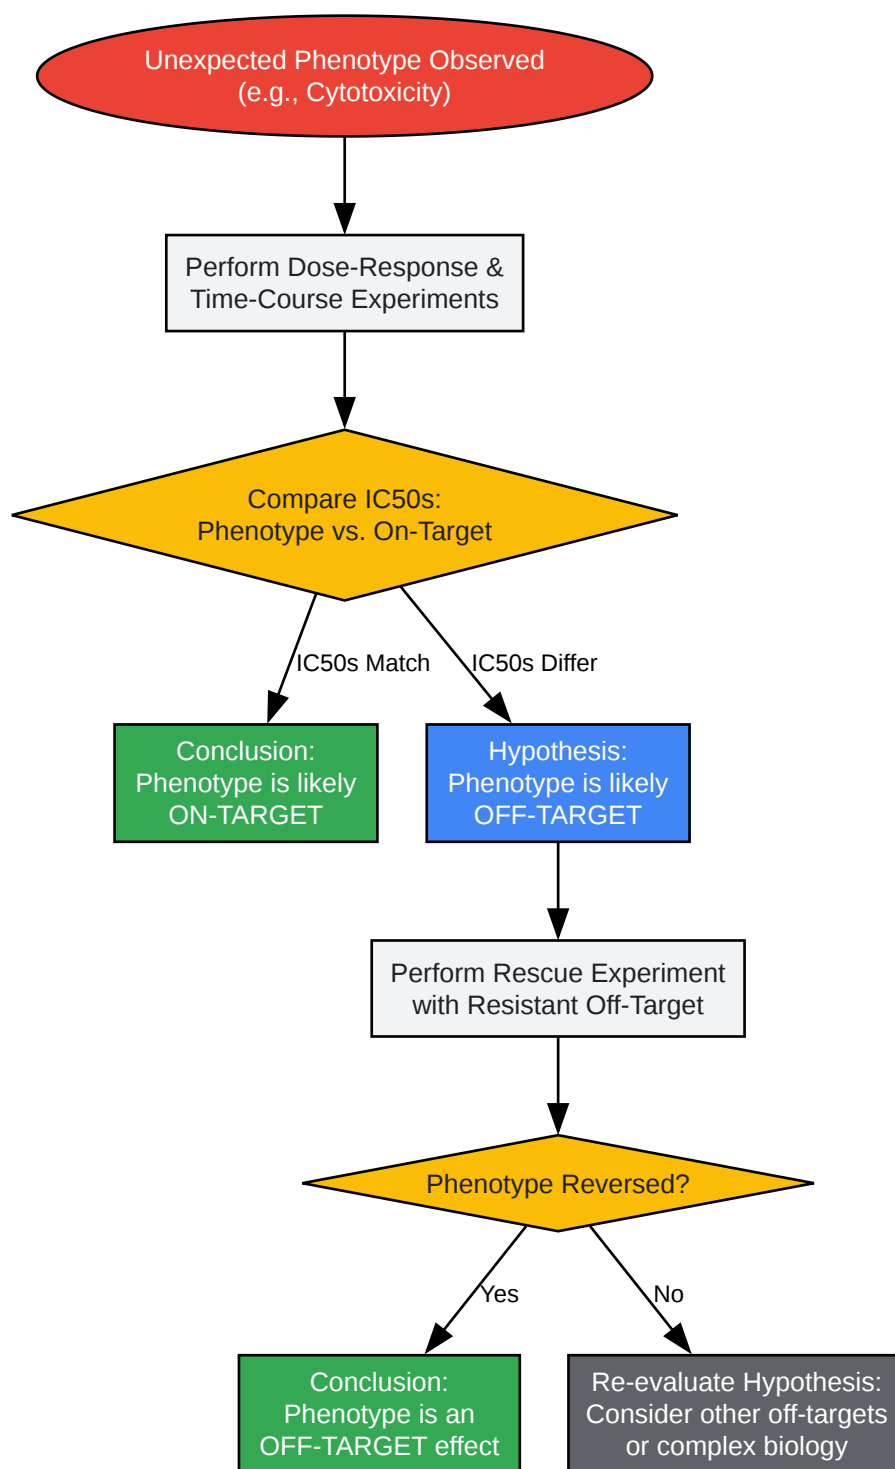 Unexpected Phenotype Observed
(e.g., Cytotoxicity)
Perform Dose-Response &
Time-Course Experiments
Compare IC50s:
Phenotype vs. On-Target
IC50s Match
IC50s Differ
Conclusion:
Phenotype is likely
ON-TARGET
Hypothesis:
Phenotype is likely
OFF-TARGET
Perform Rescue Experiment
with Resistant Off-Target
Phenotype Reversed?
Yes
No
Conclusion:
Phenotype is an
OFF-TARGET effect
Re-evaluate Hypothesis:
Consider other off-targets
or complex biology